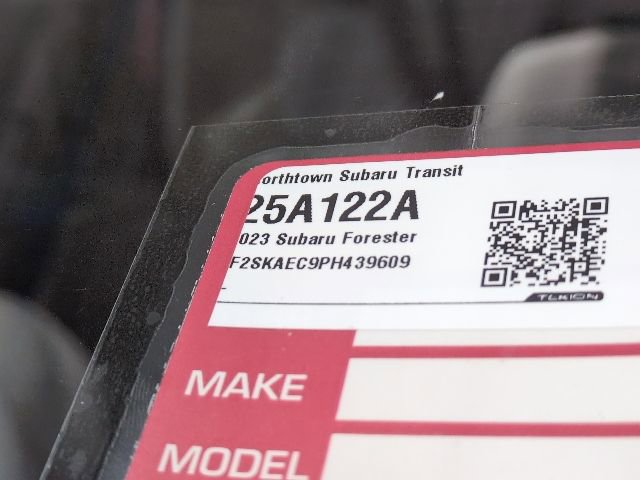 orthtown Subaru Transit
25A122A
023 Subaru Forester
F2SKAEC9PH439609
TEKION
MAKE
MODEL